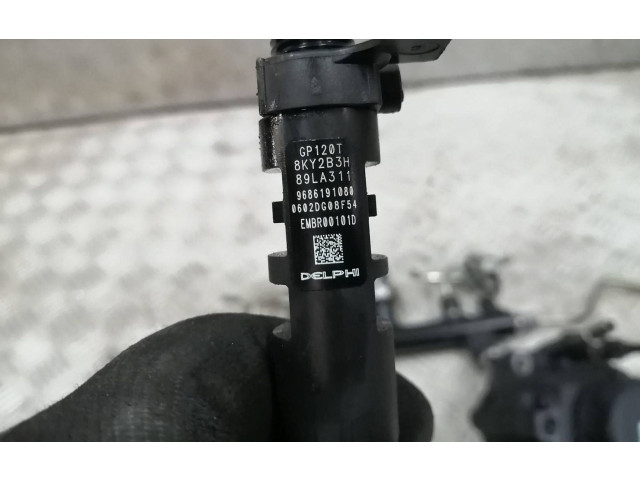 GP120T
8KY2B3H
89LA311
9686191080
0602DG08F54
EMBR00101D
DELPHI